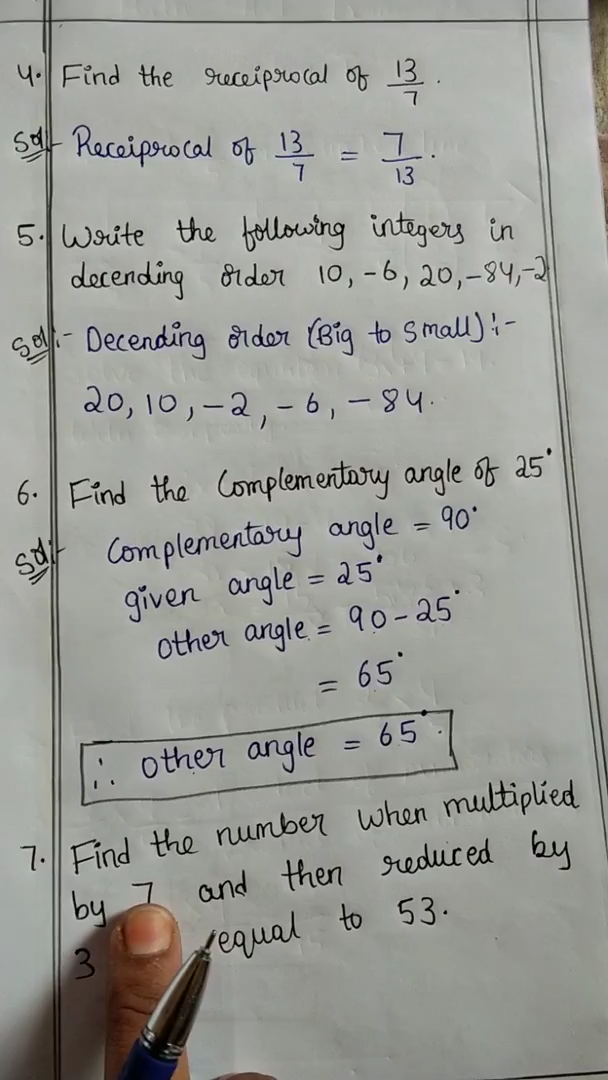 4. Find the receiprocal of 13/7.
Sol:- Receiprocal of 13/7 = 7/13.
5. Write the following integers in
decending order 10, -6, 20, -84, -2
Sol:- Decending order (Big to small):-
20, 10, -2, -6, -84.
6. Find the Complementary angle of 25°
Sol:- Complementary angle = 90°
given angle = 25°
other angle = 90-25°
= 65°
∴ other angle = 65°.
7. Find the number when multiplied
by 7 and then reduced by
3 equal to 53.